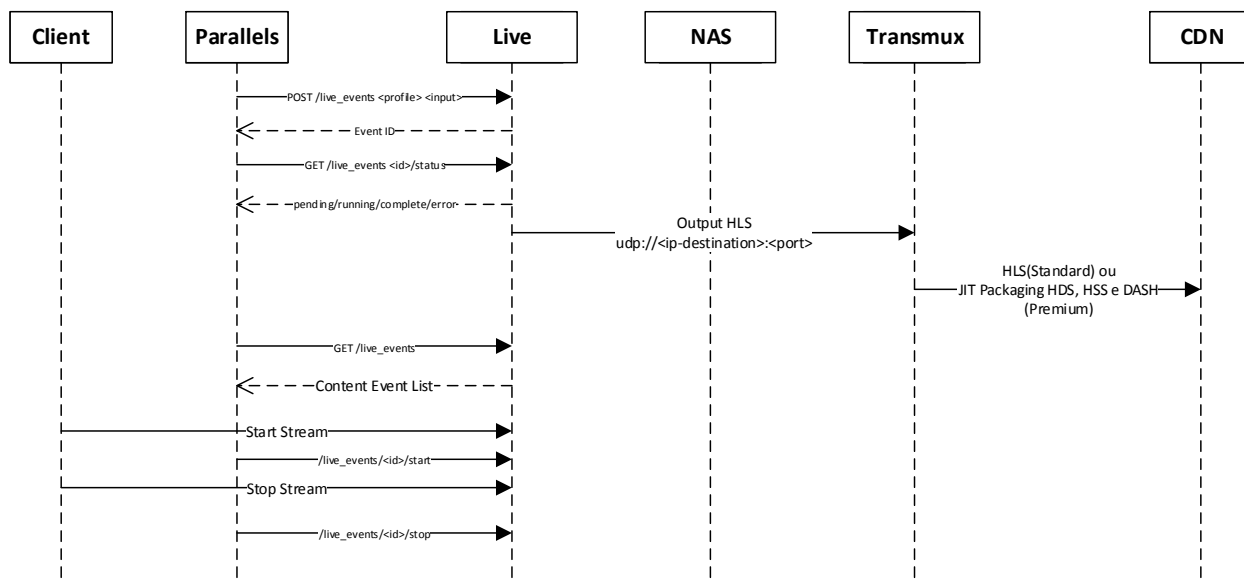 Client
Parallels
Live
NAS
Transmux
CDN
POST /live_events <profile> <input>
Event ID
GET /live_events <id>/status
pending/running/complete/error
Output HLS
udp://<ip-destination>:<port>
HLS(Standard) ou
JIT Packaging HDS, HSS e DASH
(Premium)
GET /live_events
Content Event List
Start Stream
/live_events/<id>/start
Stop Stream
/live_events/<id>/stop